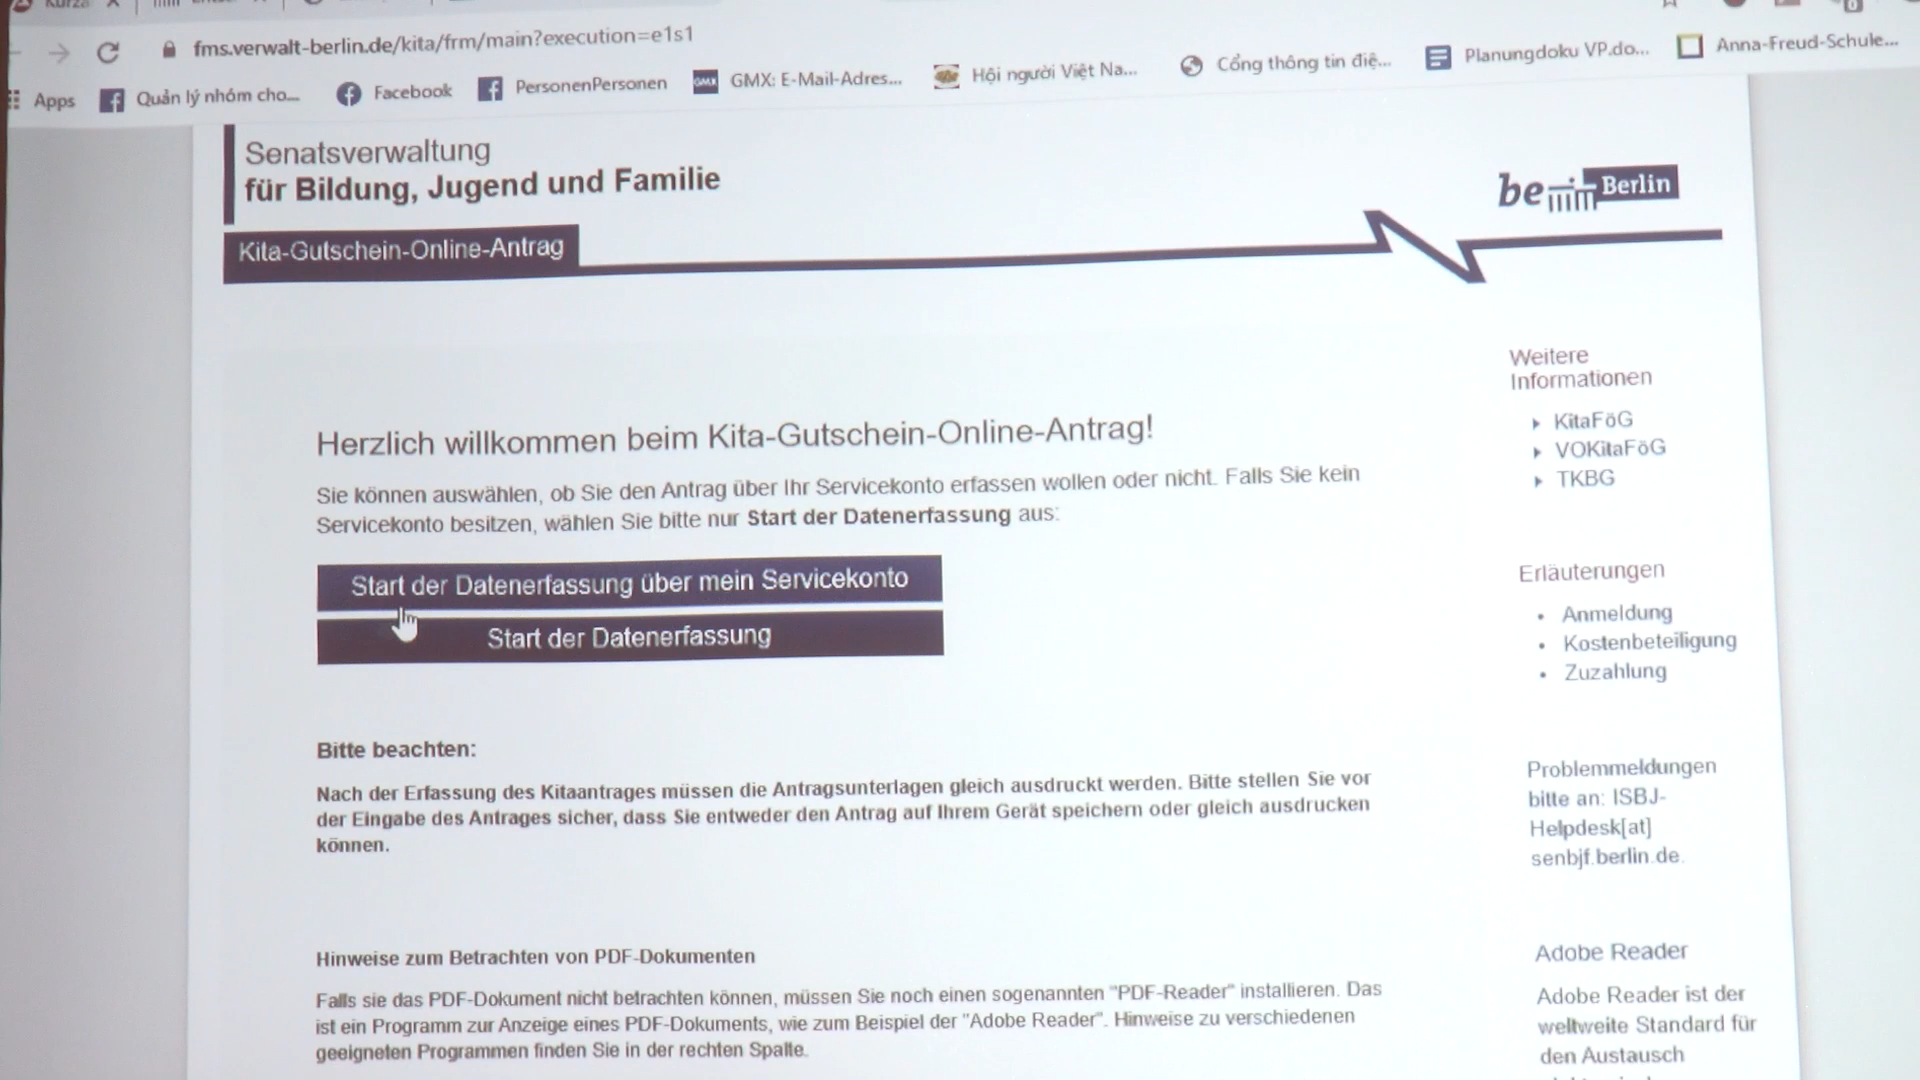 fms.verwalt-berlin.de/kita/frm/main?execution=e1s1
Apps
Quản lý nhóm cho...
Facebook
PersonenPersonen
GMX: E-Mail-Adres...
Hội người Việt Na...
Cổng thông tin điệ...
Planungdoku VP.do...
Anna-Freud-Schule...
Senatsverwaltung
für Bildung, Jugend und Familie
be Berlin
Kita-Gutschein-Online-Antrag
Herzlich willkommen beim Kita-Gutschein-Online-Antrag!
Sie können auswählen, ob Sie den Antrag über Ihr Servicekonto erfassen wollen oder nicht. Falls Sie kein
Servicekonto besitzen, wählen Sie bitte nur Start der Datenerfassung aus:
Start der Datenerfassung über mein Servicekonto
Start der Datenerfassung
Bitte beachten:
Nach der Erfassung des Kitaantrages müssen die Antragsunterlagen gleich ausdruckt werden. Bitte stellen Sie vor
der Eingabe des Antrages sicher, dass Sie entweder den Antrag auf Ihrem Gerät speichern oder gleich ausdrucken
können.
Hinweise zum Betrachten von PDF-Dokumenten
Falls sie das PDF-Dokument nicht betrachten können, müssen Sie noch einen sogenannten "PDF-Reader" installieren. Das
ist ein Programm zur Anzeige eines PDF-Dokuments, wie zum Beispiel der "Adobe Reader". Hinweise zu verschiedenen
geeigneten Programmen finden Sie in der rechten Spalte.
Weitere
Informationen
KitaFöG
VOKitaFöG
TKBG
Erläuterungen
Anmeldung
Kostenbeteiligung
Zuzahlung
Problemmeldungen
bitte an: ISBJ-
Helpdesk[at]
senbjf.berlin.de.
Adobe Reader
Adobe Reader ist der
weltweite Standard für
den Austausch